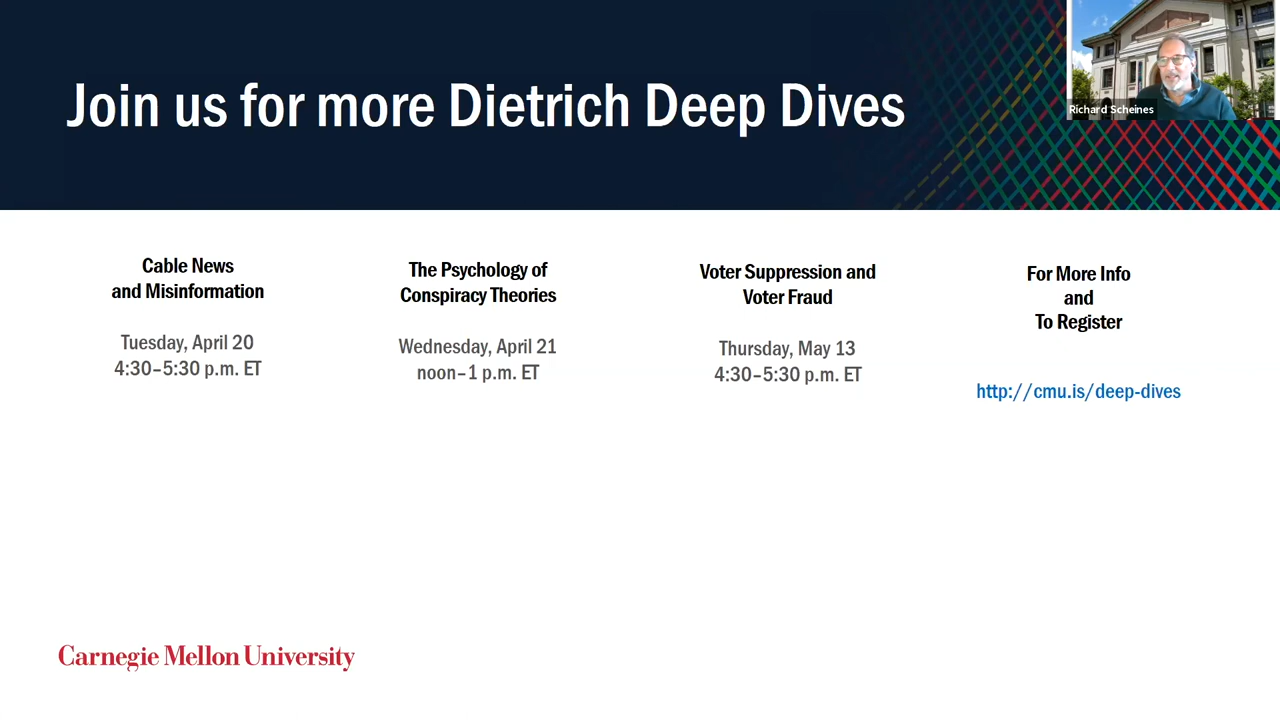 Join us for more Dietrich Deep Dives
Richard Scheines
Cable News
and Misinformation
Tuesday, April 20
4:30–5:30 p.m. ET
The Psychology of
Conspiracy Theories
Wednesday, April 21
noon–1 p.m. ET
Voter Suppression and
Voter Fraud
Thursday, May 13
4:30–5:30 p.m. ET
For More Info
and
To Register
http://cmu.is/deep-dives
Carnegie Mellon University